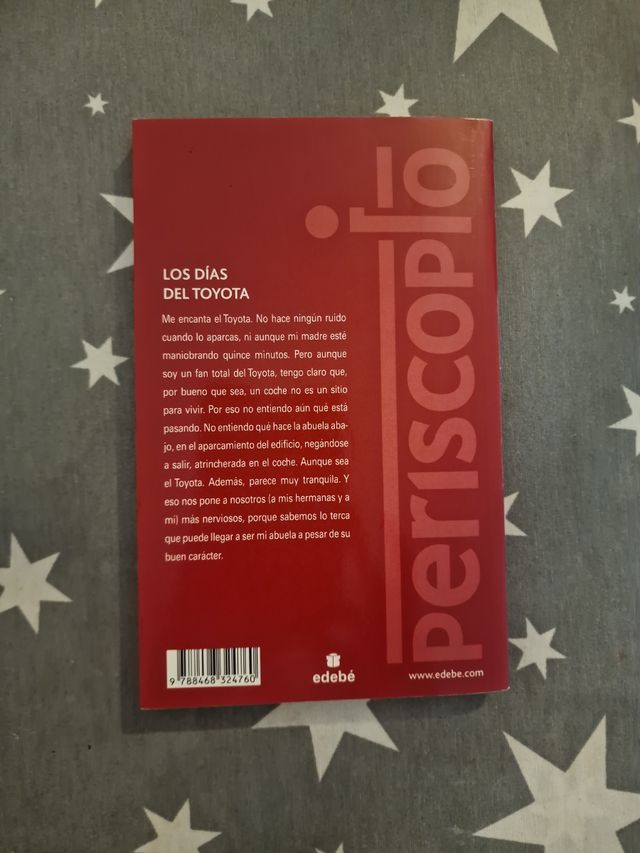 LOS DÍAS
DEL TOYOTA
Me encanta el Toyota. No hace ningún ruido
cuando lo aparcas, ni aunque mi madre esté
maniobrando quince minutos. Pero aunque
soy un fan total del Toyota, tengo claro que,
por bueno que sea, un coche no es un sitio
para vivir. Por eso no entiendo aún qué está
pasando. No entiendo qué hace la abuela aba-
jo, en el aparcamiento del edificio, negándose
a salir, atrincherada en el coche. Aunque sea
el Toyota. Además, parece muy tranquila. Y
eso nos pone a nosotros (a mis hermanas y a
mí) más nerviosos, porque sabemos lo terca
que puede llegar a ser mi abuela a pesar de su
buen carácter.
periscopio
9 788468 324760
edebé
www.edebe.com